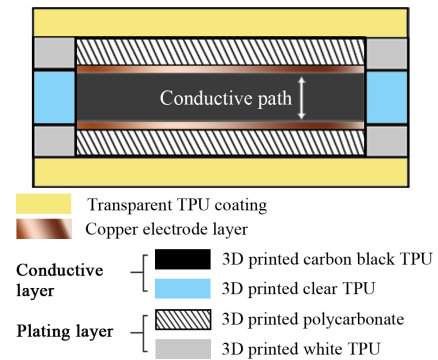 Conductive path
Transparent TPU coating
Copper electrode layer
Conductive layer
3D printed carbon black TPU
3D printed clear TPU
Plating layer
3D printed polycarbonate
3D printed white TPU